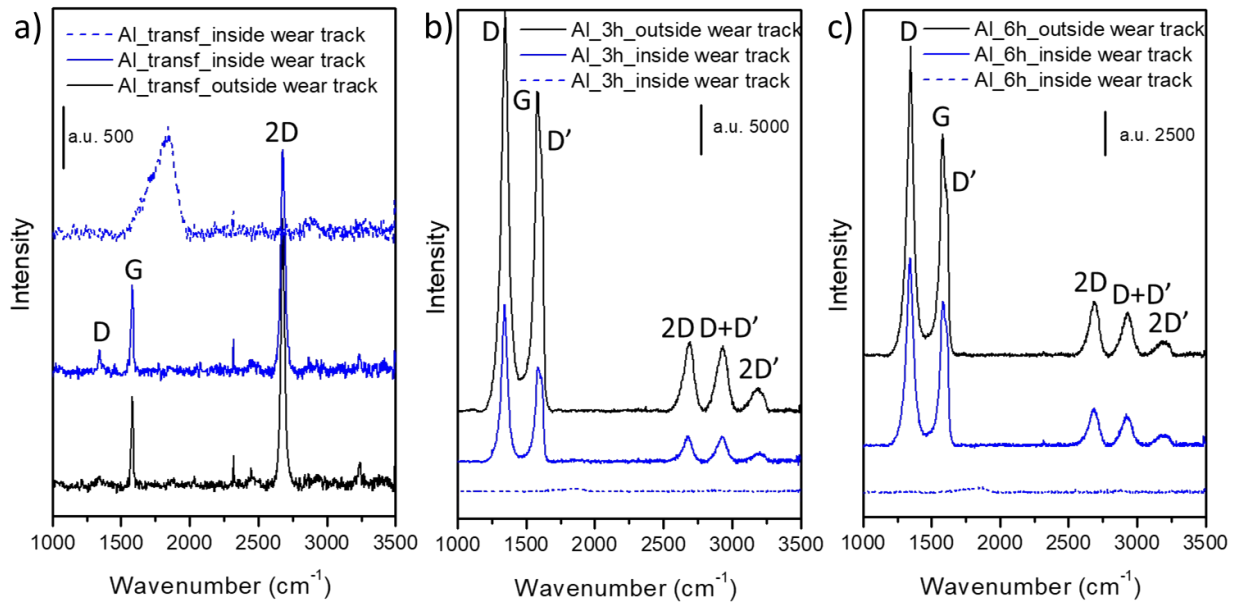 a)
Al_transf_inside wear track
Al_transf_inside wear track
Al_transf_outside wear track
a.u. 500
2D
G
D
Intensity
1000 1500 2000 2500 3000 3500
Wavenumber (cm⁻¹)
b)
Al_3h_outside wear track
Al_3h_inside wear track
Al_3h_inside wear track
D
G
D’
a.u. 5000
2D D+D’
2D’
Intensity
1000 1500 2000 2500 3000 3500
Wavenumber (cm⁻¹)
c)
Al_6h_outside wear track
Al_6h_inside wear track
Al_6h_inside wear track
D
G
D’
a.u. 2500
2D D+D’
2D’
Intensity
1000 1500 2000 2500 3000 3500
Wavenumber (cm⁻¹)